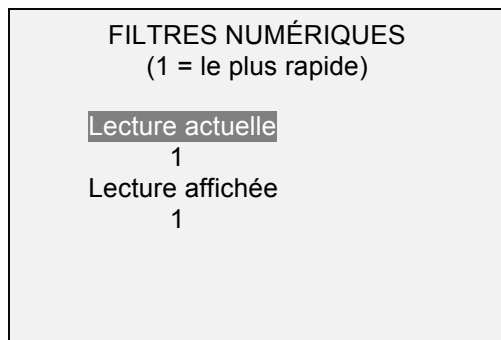 FILTRES NUMÉRIQUES
(1 = le plus rapide)
Lecture actuelle
1
Lecture affichée
1